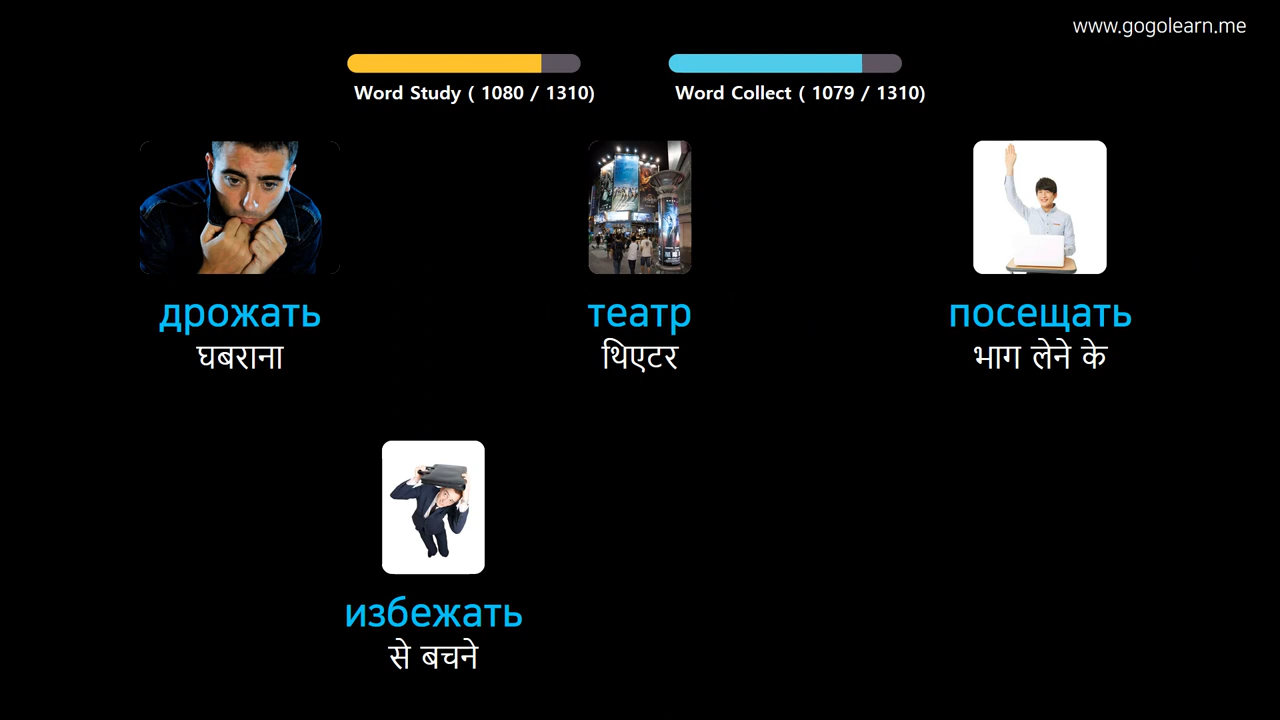 www.gogolearn.me
Word Study ( 1080 / 1310)
Word Collect ( 1079 / 1310)
дрожать
घबराना
театр
थिएटर
посещать
भाग लेने के
избежать
से बचने